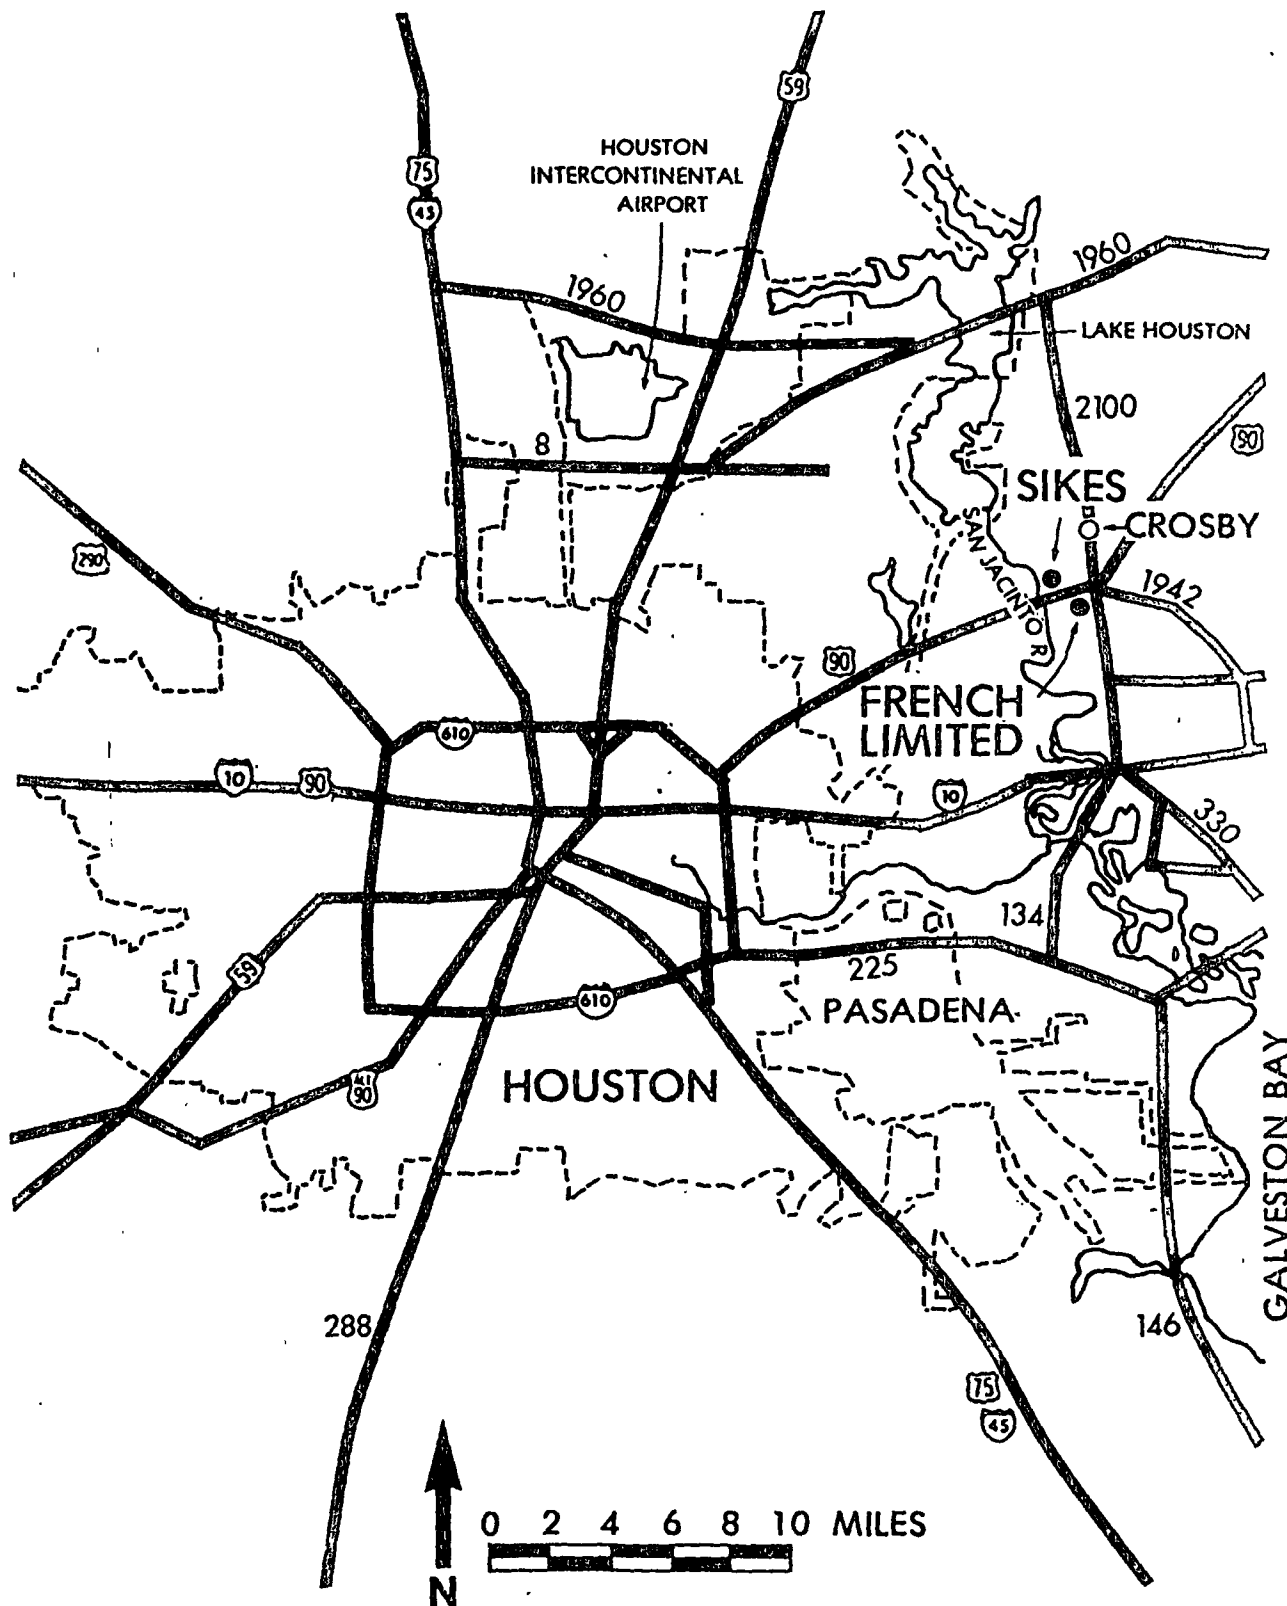 59
HOUSTON
INTERCONTINENTAL
AIRPORT
75
45
1960
1960
LAKE HOUSTON
2100
90
8
SIKES
CROSBY
SAN JACINTO R.
290
1942
90
FRENCH
LIMITED
610
10
90
10
330
134
59
225
610
PASADENA
ALT
90
HOUSTON
GALVESTON BAY
288
146
75
45
0 2 4 6 8 10 MILES
N